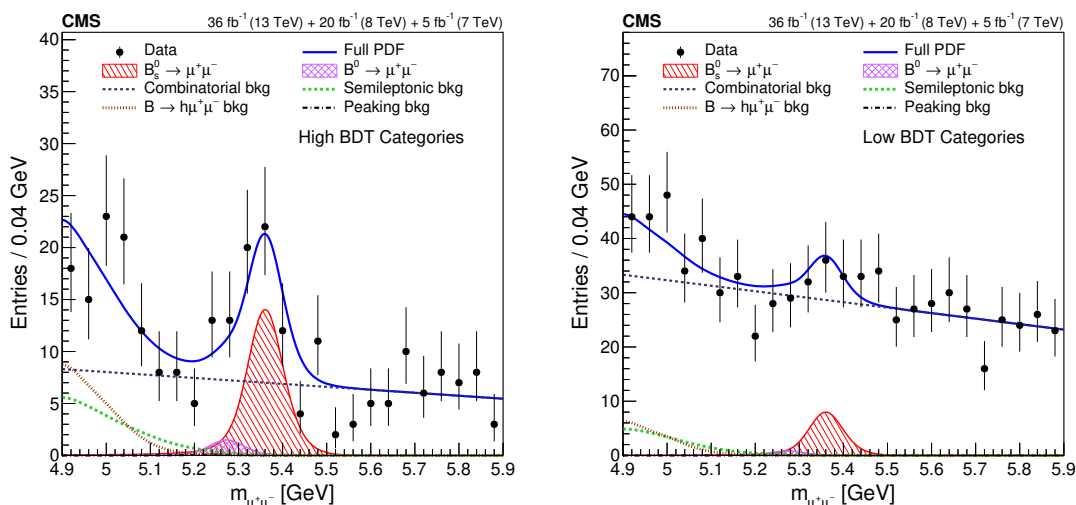 CMS 36 fb⁻¹ (13 TeV) + 20 fb⁻¹ (8 TeV) + 5 fb⁻¹ (7 TeV)
Data Full PDF
B⁰ₛ → μ⁺μ⁻ B⁰ → μ⁺μ⁻
Combinatorial bkg Semileptonic bkg
B → hμ⁺μ⁻ bkg Peaking bkg
High BDT Categories
Entries / 0.04 GeV
40
35
30
25
20
15
10
5
0
4.9 5 5.1 5.2 5.3 5.4 5.5 5.6 5.7 5.8 5.9
m_μ⁺μ⁻ [GeV]
CMS 36 fb⁻¹ (13 TeV) + 20 fb⁻¹ (8 TeV) + 5 fb⁻¹ (7 TeV)
Data Full PDF
B⁰ₛ → μ⁺μ⁻ B⁰ → μ⁺μ⁻
Combinatorial bkg Semileptonic bkg
B → hμ⁺μ⁻ bkg Peaking bkg
Low BDT Categories
Entries / 0.04 GeV
70
60
50
40
30
20
10
0
4.9 5 5.1 5.2 5.3 5.4 5.5 5.6 5.7 5.8 5.9
m_μ⁺μ⁻ [GeV]